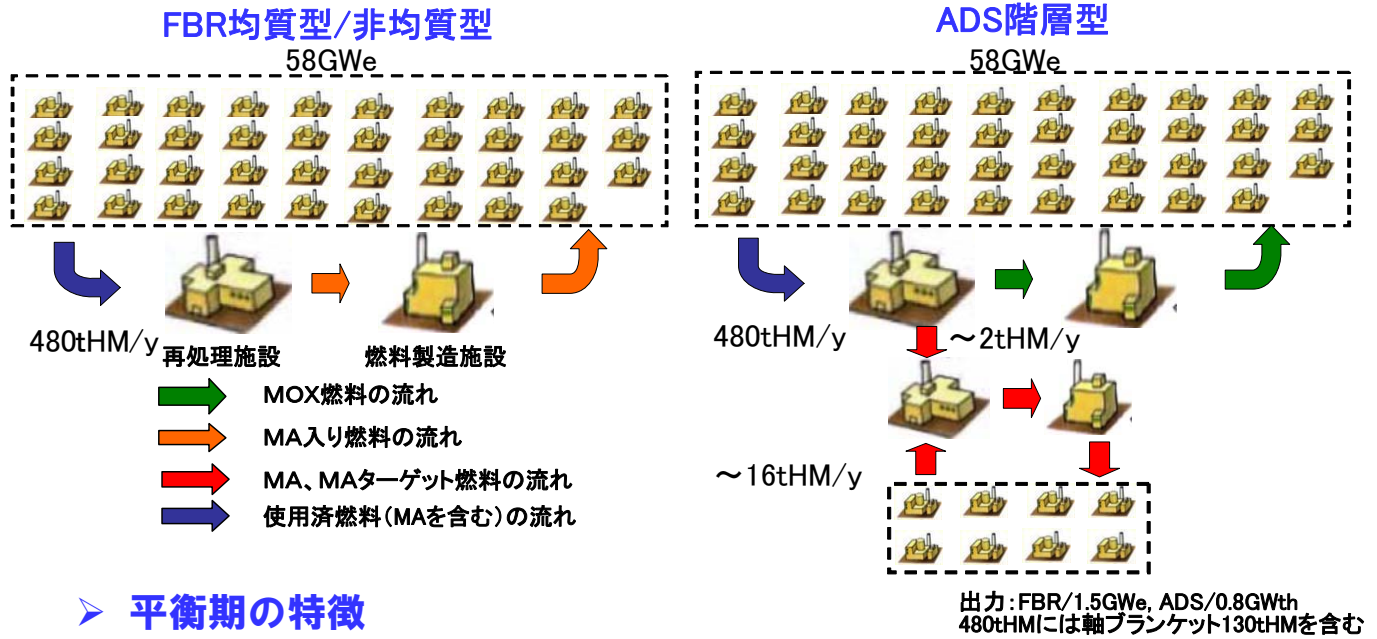 FBR均質型/非均質型
58GWe
480tHM/y
再処理施設
燃料製造施設
MOX燃料の流れ
MA入り燃料の流れ
MA、MAターゲット燃料の流れ
使用済燃料(MAを含む)の流れ
ADS階層型
58GWe
480tHM/y
～2tHM/y
～16tHM/y
出力:FBR/1.5GWe, ADS/0.8GWth
480tHMには軸ブランケット130tHMを含む
➢ 平衡期の特徴